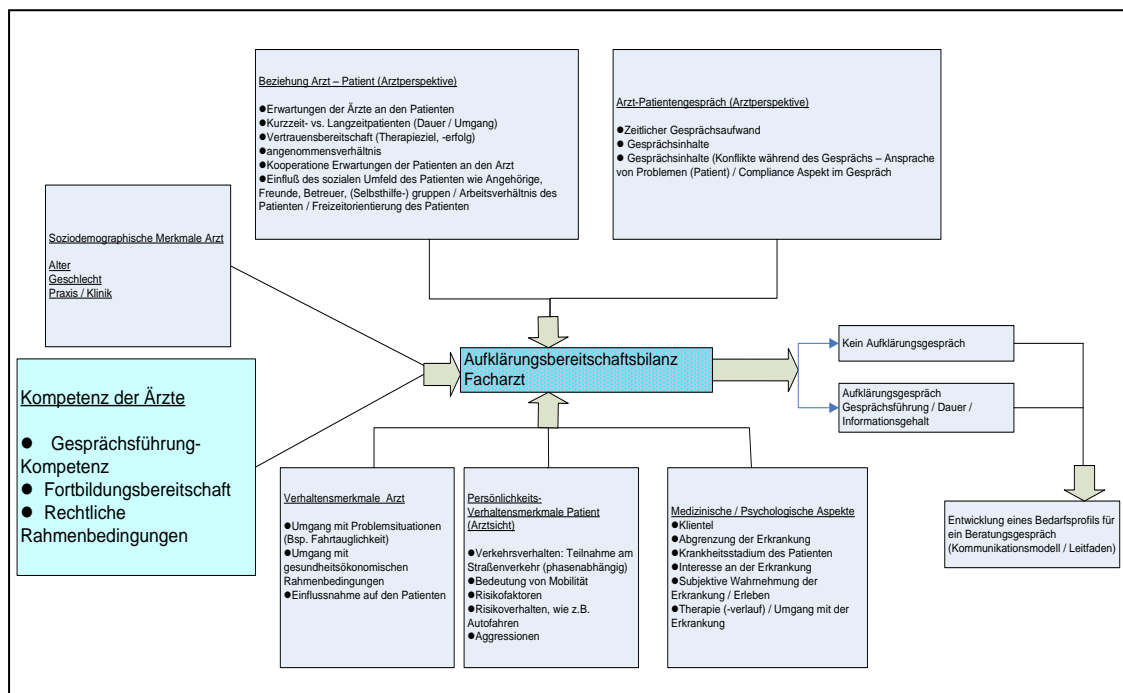 Beziehung Arzt – Patient (Arztperspektive)
●Erwartungen der Ärzte an den Patienten
●Kurzzeit- vs. Langzeitpatienten (Dauer / Umgang)
●Vertrauensbereitschaft (Therapieziel, -erfolg)
●angenommensverhältnis
●Kooperatione Erwartungen der Patienten an den Arzt
●Einfluß des sozialen Umfeld des Patienten wie Angehörige,
Freunde, Betreuer, (Selbsthilfe-) gruppen / Arbeitsverhältnis des
Patienten / Freizeitorientierung des Patienten
Arzt-Patientengespräch (Arztperspektive)
●Zeitlicher Gesprächsaufwand
● Gesprächsinhalte
● Gesprächsinhalte (Konflikte während des Gesprächs – Ansprache
von Problemen (Patient) / Compliance Aspekt im Gespräch
Soziodemographische Merkmale Arzt
Alter
Geschlecht
Praxis / Klinik
Kompetenz der Ärzte
● Gesprächsführung-
Kompetenz
● Fortbildungsbereitschaft
● Rechtliche
Rahmenbedingungen
Aufklärungsbereitschaftsbilanz
Facharzt
Kein Aufklärungsgespräch
Aufklärungsgespräch
Gesprächsführung / Dauer /
Informationsgehalt
Verhaltensmerkmale Arzt
●Umgang mit Problemsituationen
(Bsp. Fahrtauglichkeit)
●Umgang mit
gesundheitsökonomischen
Rahmenbedingungen
●Einflussnahme auf den Patienten
Persönlichkeits-
Verhaltensmerkmale Patient
(Arztsicht)
●Verkehrsverhalten: Teilnahme am
Straßenverkehr (phasenabhängig)
●Bedeutung von Mobilität
●Risikofaktoren
●Risikoverhalten, wie z.B.
Autofahren
●Aggressionen
Medizinische / Psychologische Aspekte
●Klientel
●Abgrenzung der Erkrankung
●Krankheitsstadium des Patienten
●Interesse an der Erkrankung
●Subjektive Wahrnehmung der
Erkrankung / Erleben
●Therapie (-verlauf) / Umgang mit der
Erkrankung
Entwicklung eines Bedarfsprofils für
ein Beratungsgespräch
(Kommunikationsmodell / Leitfaden)